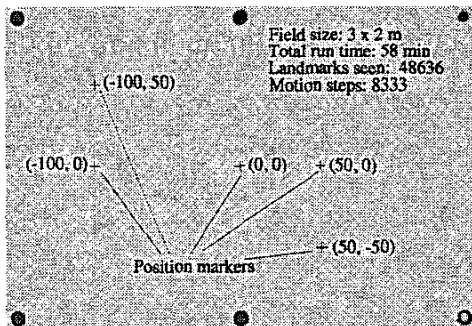 Field size: 3 x 2 m
Total run time: 58 min
Landmarks seen: 48636
Motion steps: 8333
+(-100, 50)
(-100, 0)+
+(0, 0)
+(50, 0)
+(50, -50)
Position markers